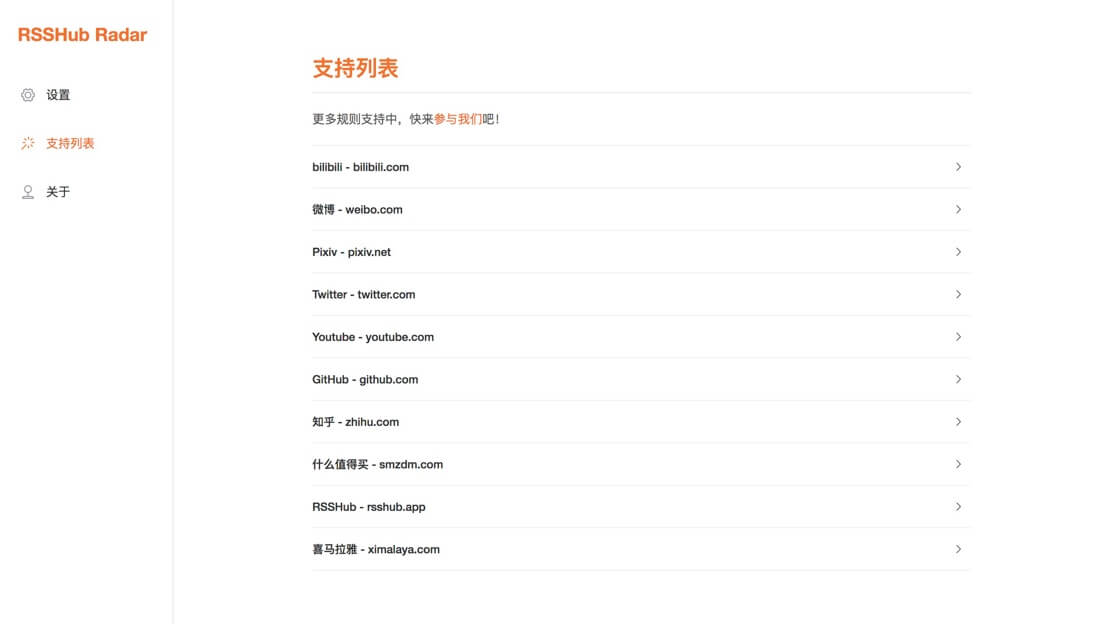 RSSHub Radar
设置
支持列表
关于
支持列表
更多规则支持中，快来参与我们吧！
bilibili - bilibili.com
微博 - weibo.com
Pixiv - pixiv.net
Twitter - twitter.com
Youtube - youtube.com
GitHub - github.com
知乎 - zhihu.com
什么值得买 - smzdm.com
RSSHub - rsshub.app
喜马拉雅 - ximalaya.com